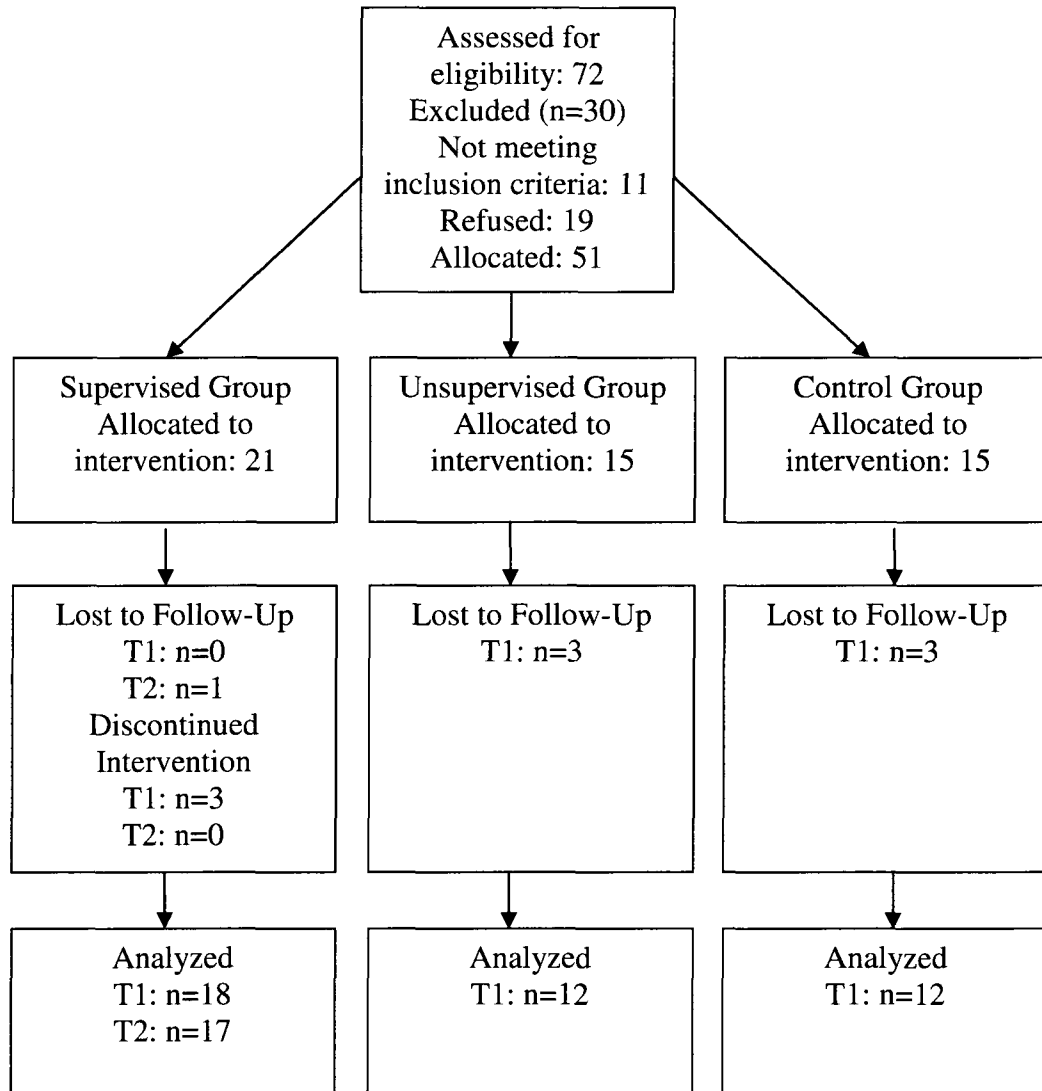 Assessed for
eligibility: 72
Excluded (n=30)
Not meeting
inclusion criteria: 11
Refused: 19
Allocated: 51
Supervised Group
Allocated to
intervention: 21
Unsupervised Group
Allocated to
intervention: 15
Control Group
Allocated to
intervention: 15
Lost to Follow-Up
T1: n=0
T2: n=1
Discontinued
Intervention
T1: n=3
T2: n=0
Lost to Follow-Up
T1: n=3
Lost to Follow-Up
T1: n=3
Analyzed
T1: n=18
T2: n=17
Analyzed
T1: n=12
Analyzed
T1: n=12